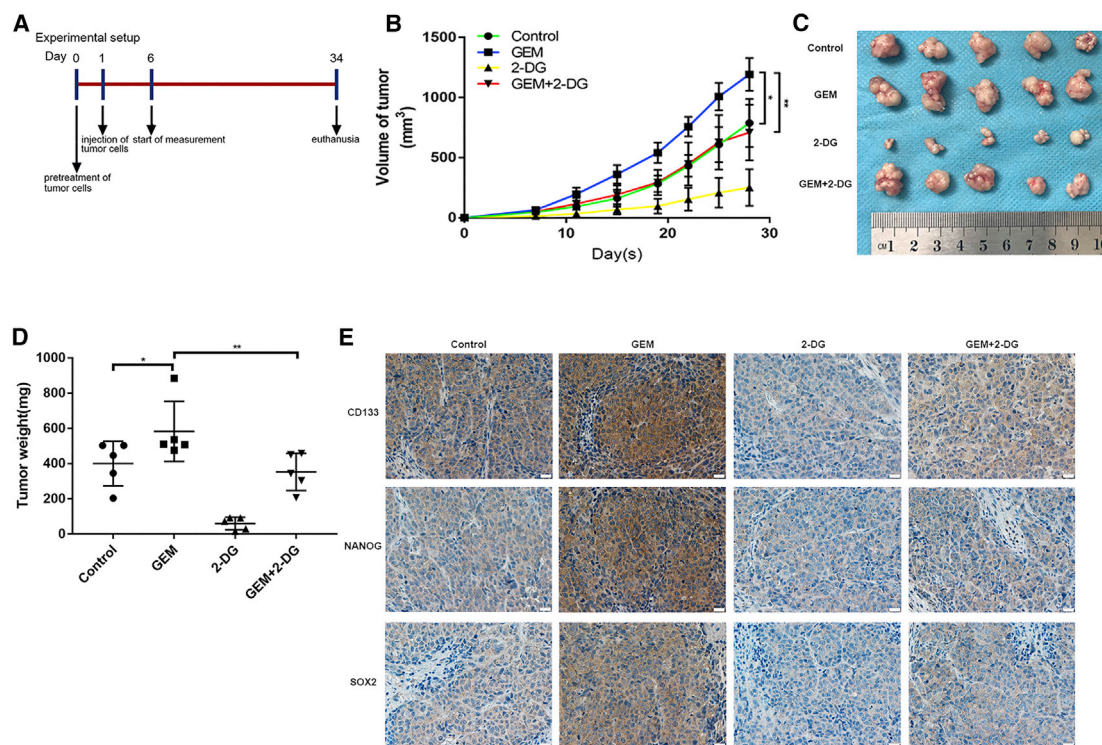 A
Experimental setup
Day 0 1 6 34
injection of tumor cells
start of measurement
euthanusia
pretreatment of tumor cells
B
Control
GEM
2-DG
GEM+2-DG
Volume of tumor
(mm3)
1500
1000
500
0
0 10 20 30
Day(s)
*
**
C
Control
GEM
2-DG
GEM+2-DG
CM 1 2 3 4 5 6 7 8 9 10
D
Tumor weight(mg)
1000
800
600
400
200
0
*
**
Control GEM 2-DG GEM+2-DG
E
Control GEM 2-DG GEM+2-DG
CD133
NANOG
SOX2